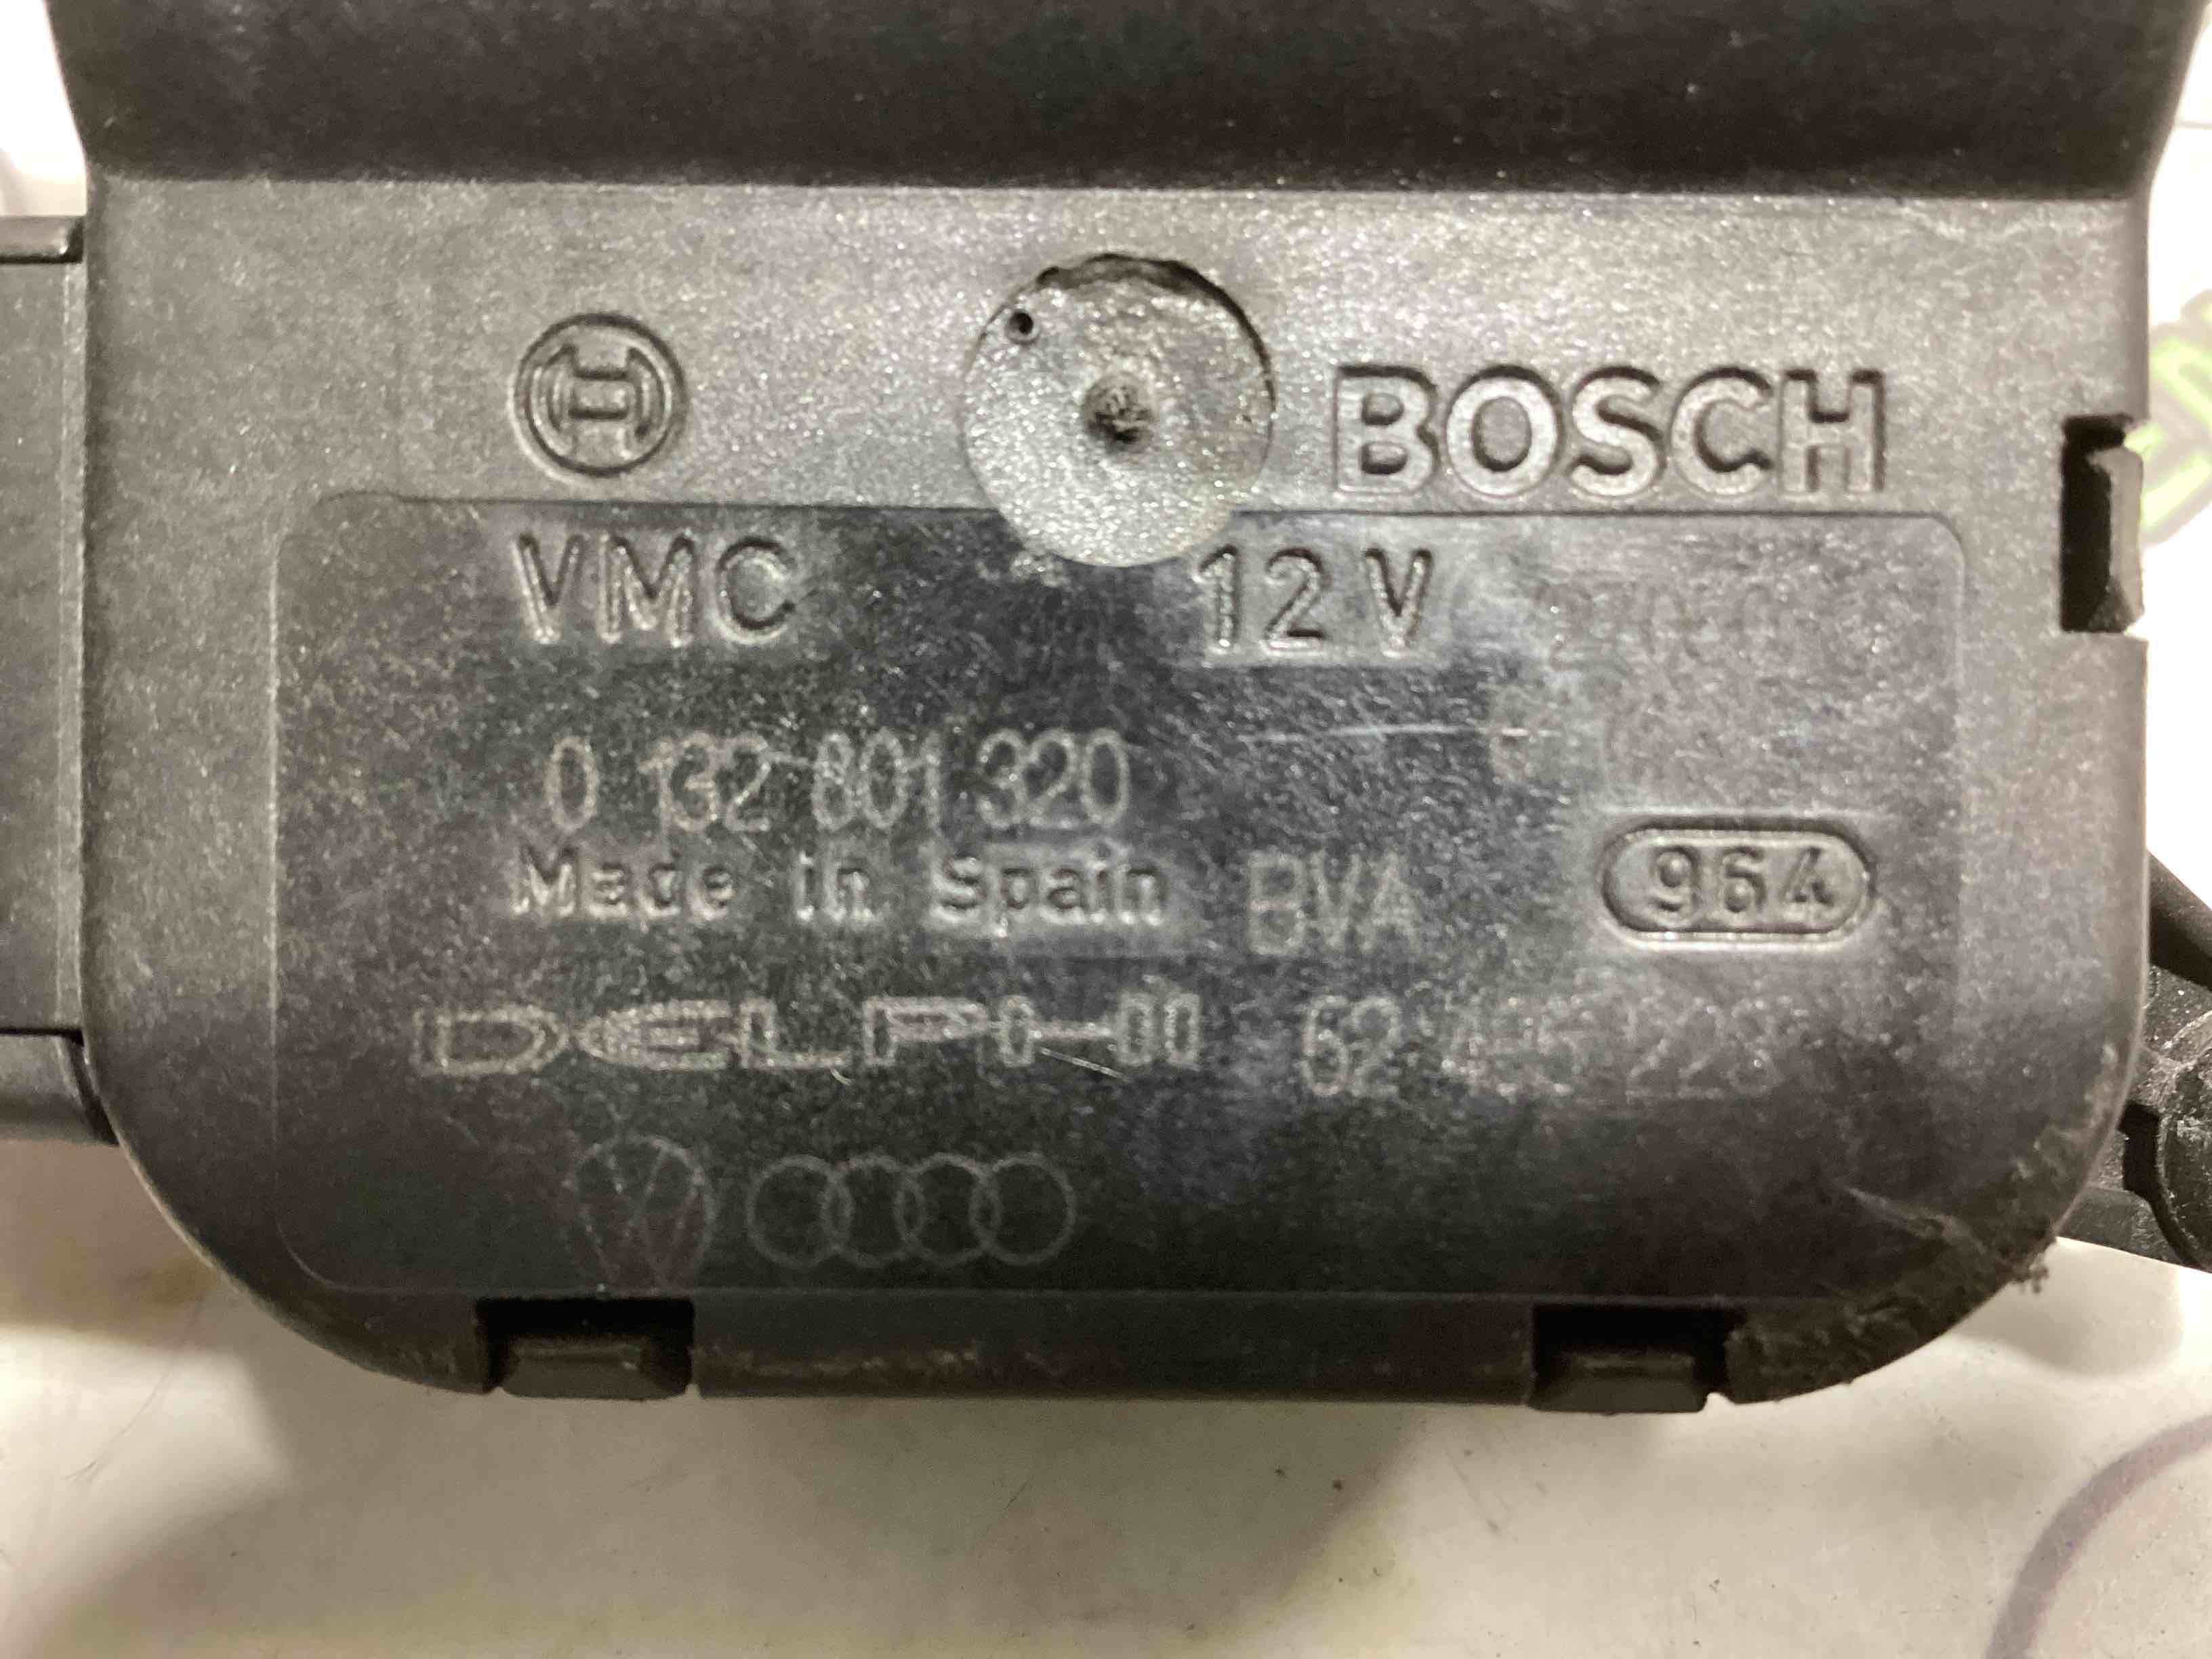 BOSCH
VMC 12 V
0 132 801 320
Made in Spain BVA
964
DELPHI